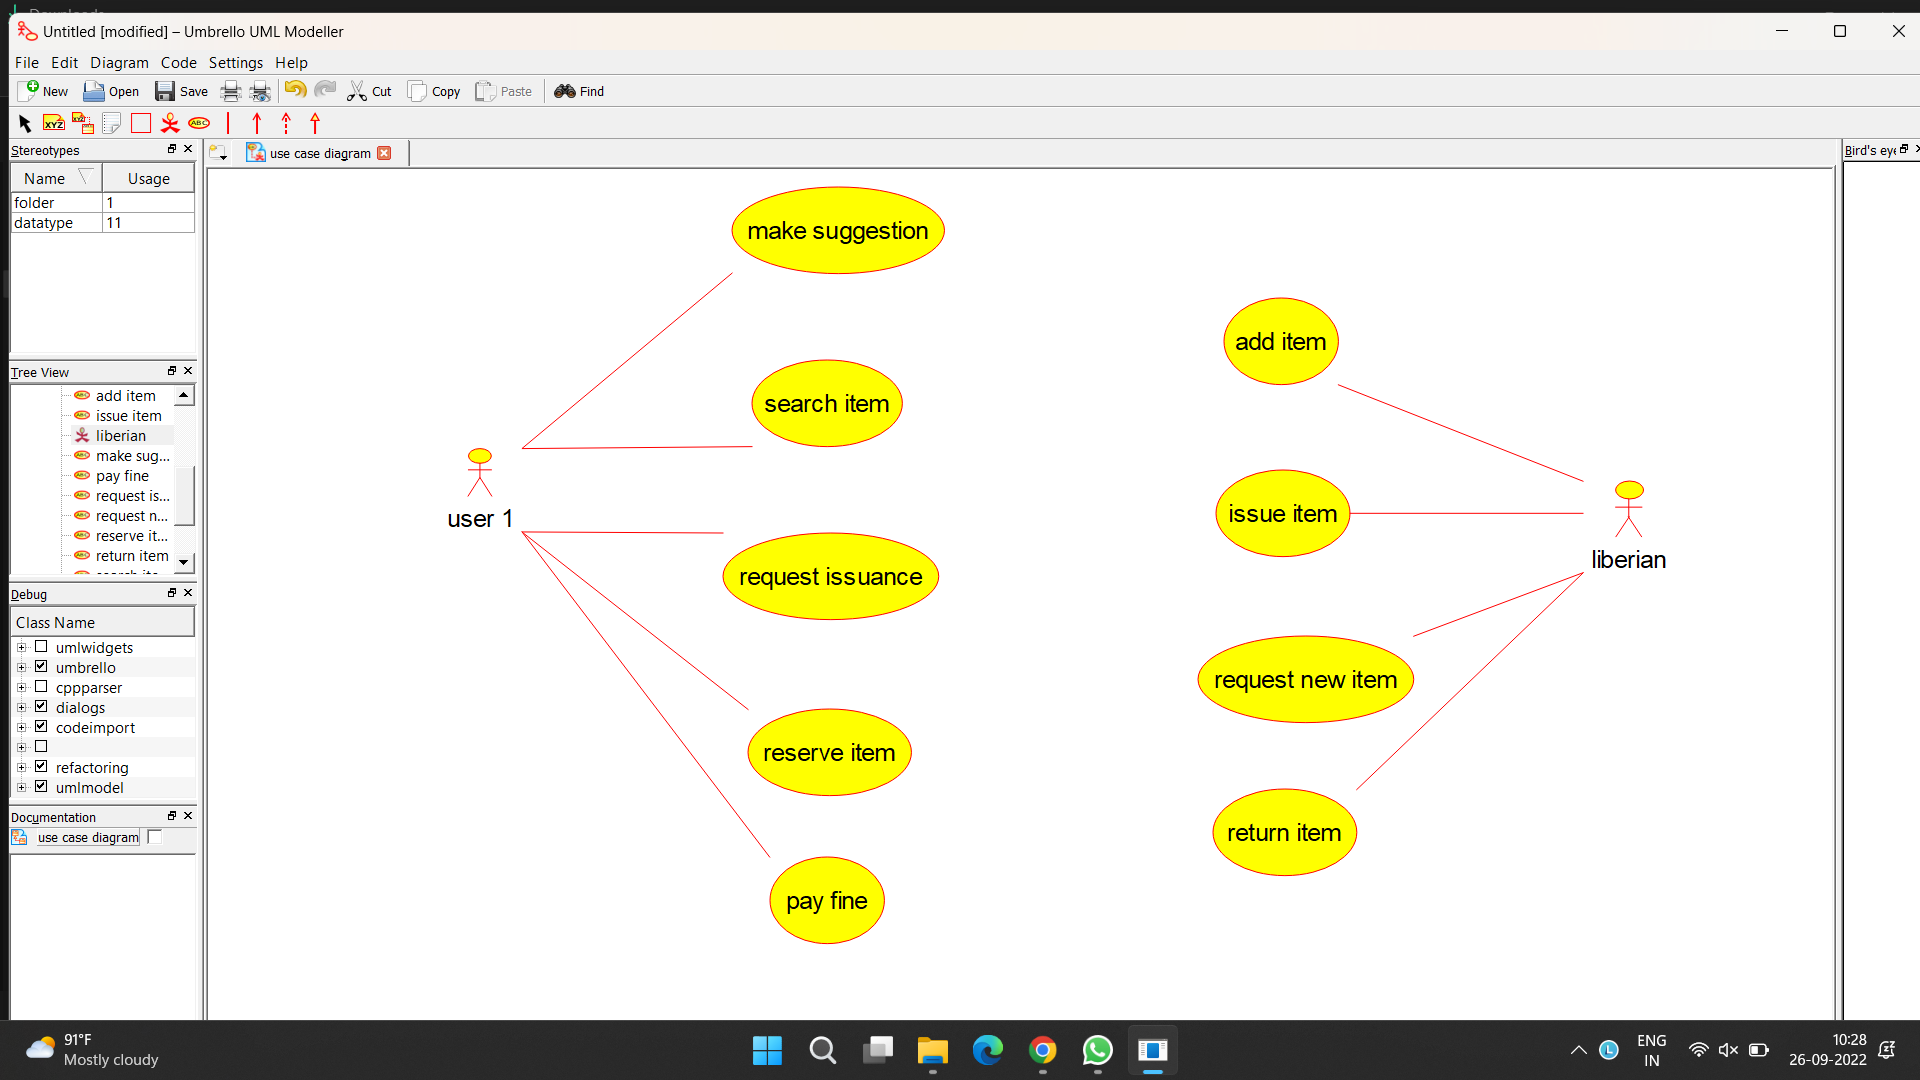 Untitled [modified] – Umbrello UML Modeller
File Edit Diagram Code Settings Help
New Open Save Cut Copy Paste Find
XYZ ABC
Stereotypes
Name Usage
folder 1
datatype 11
Tree View
add item
issue item
liberian
make sug...
pay fine
request is...
request n...
reserve it...
return item
Debug
Class Name
umlwidgets
umbrello
cppparser
dialogs
codeimport
refactoring
umlmodel
Documentation
use case diagram
use case diagram
make suggestion
search item
user 1
request issuance
reserve item
pay fine
add item
issue item
liberian
request new item
return item
Bird's eye
91°F
Mostly cloudy
ENG
IN
10:28
26-09-2022